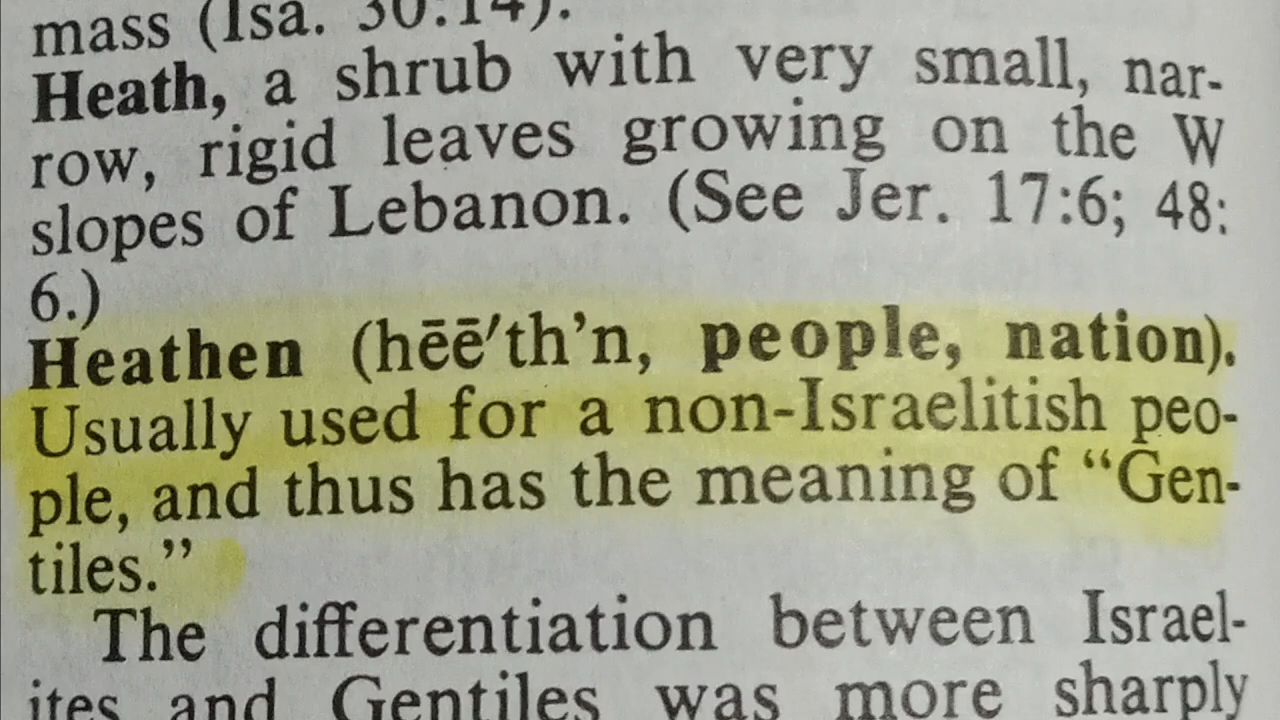 mass (Isa. 30:14).
Heath, a shrub with very small, nar-
row, rigid leaves growing on the W
slopes of Lebanon. (See Jer. 17:6; 48:
6.)
Heathen (hēē′th’n, people, nation).
Usually used for a non-Israelitish peo-
ple, and thus has the meaning of “Gen-
tiles.”
The differentiation between Israel-
ites and Gentiles was more sharply